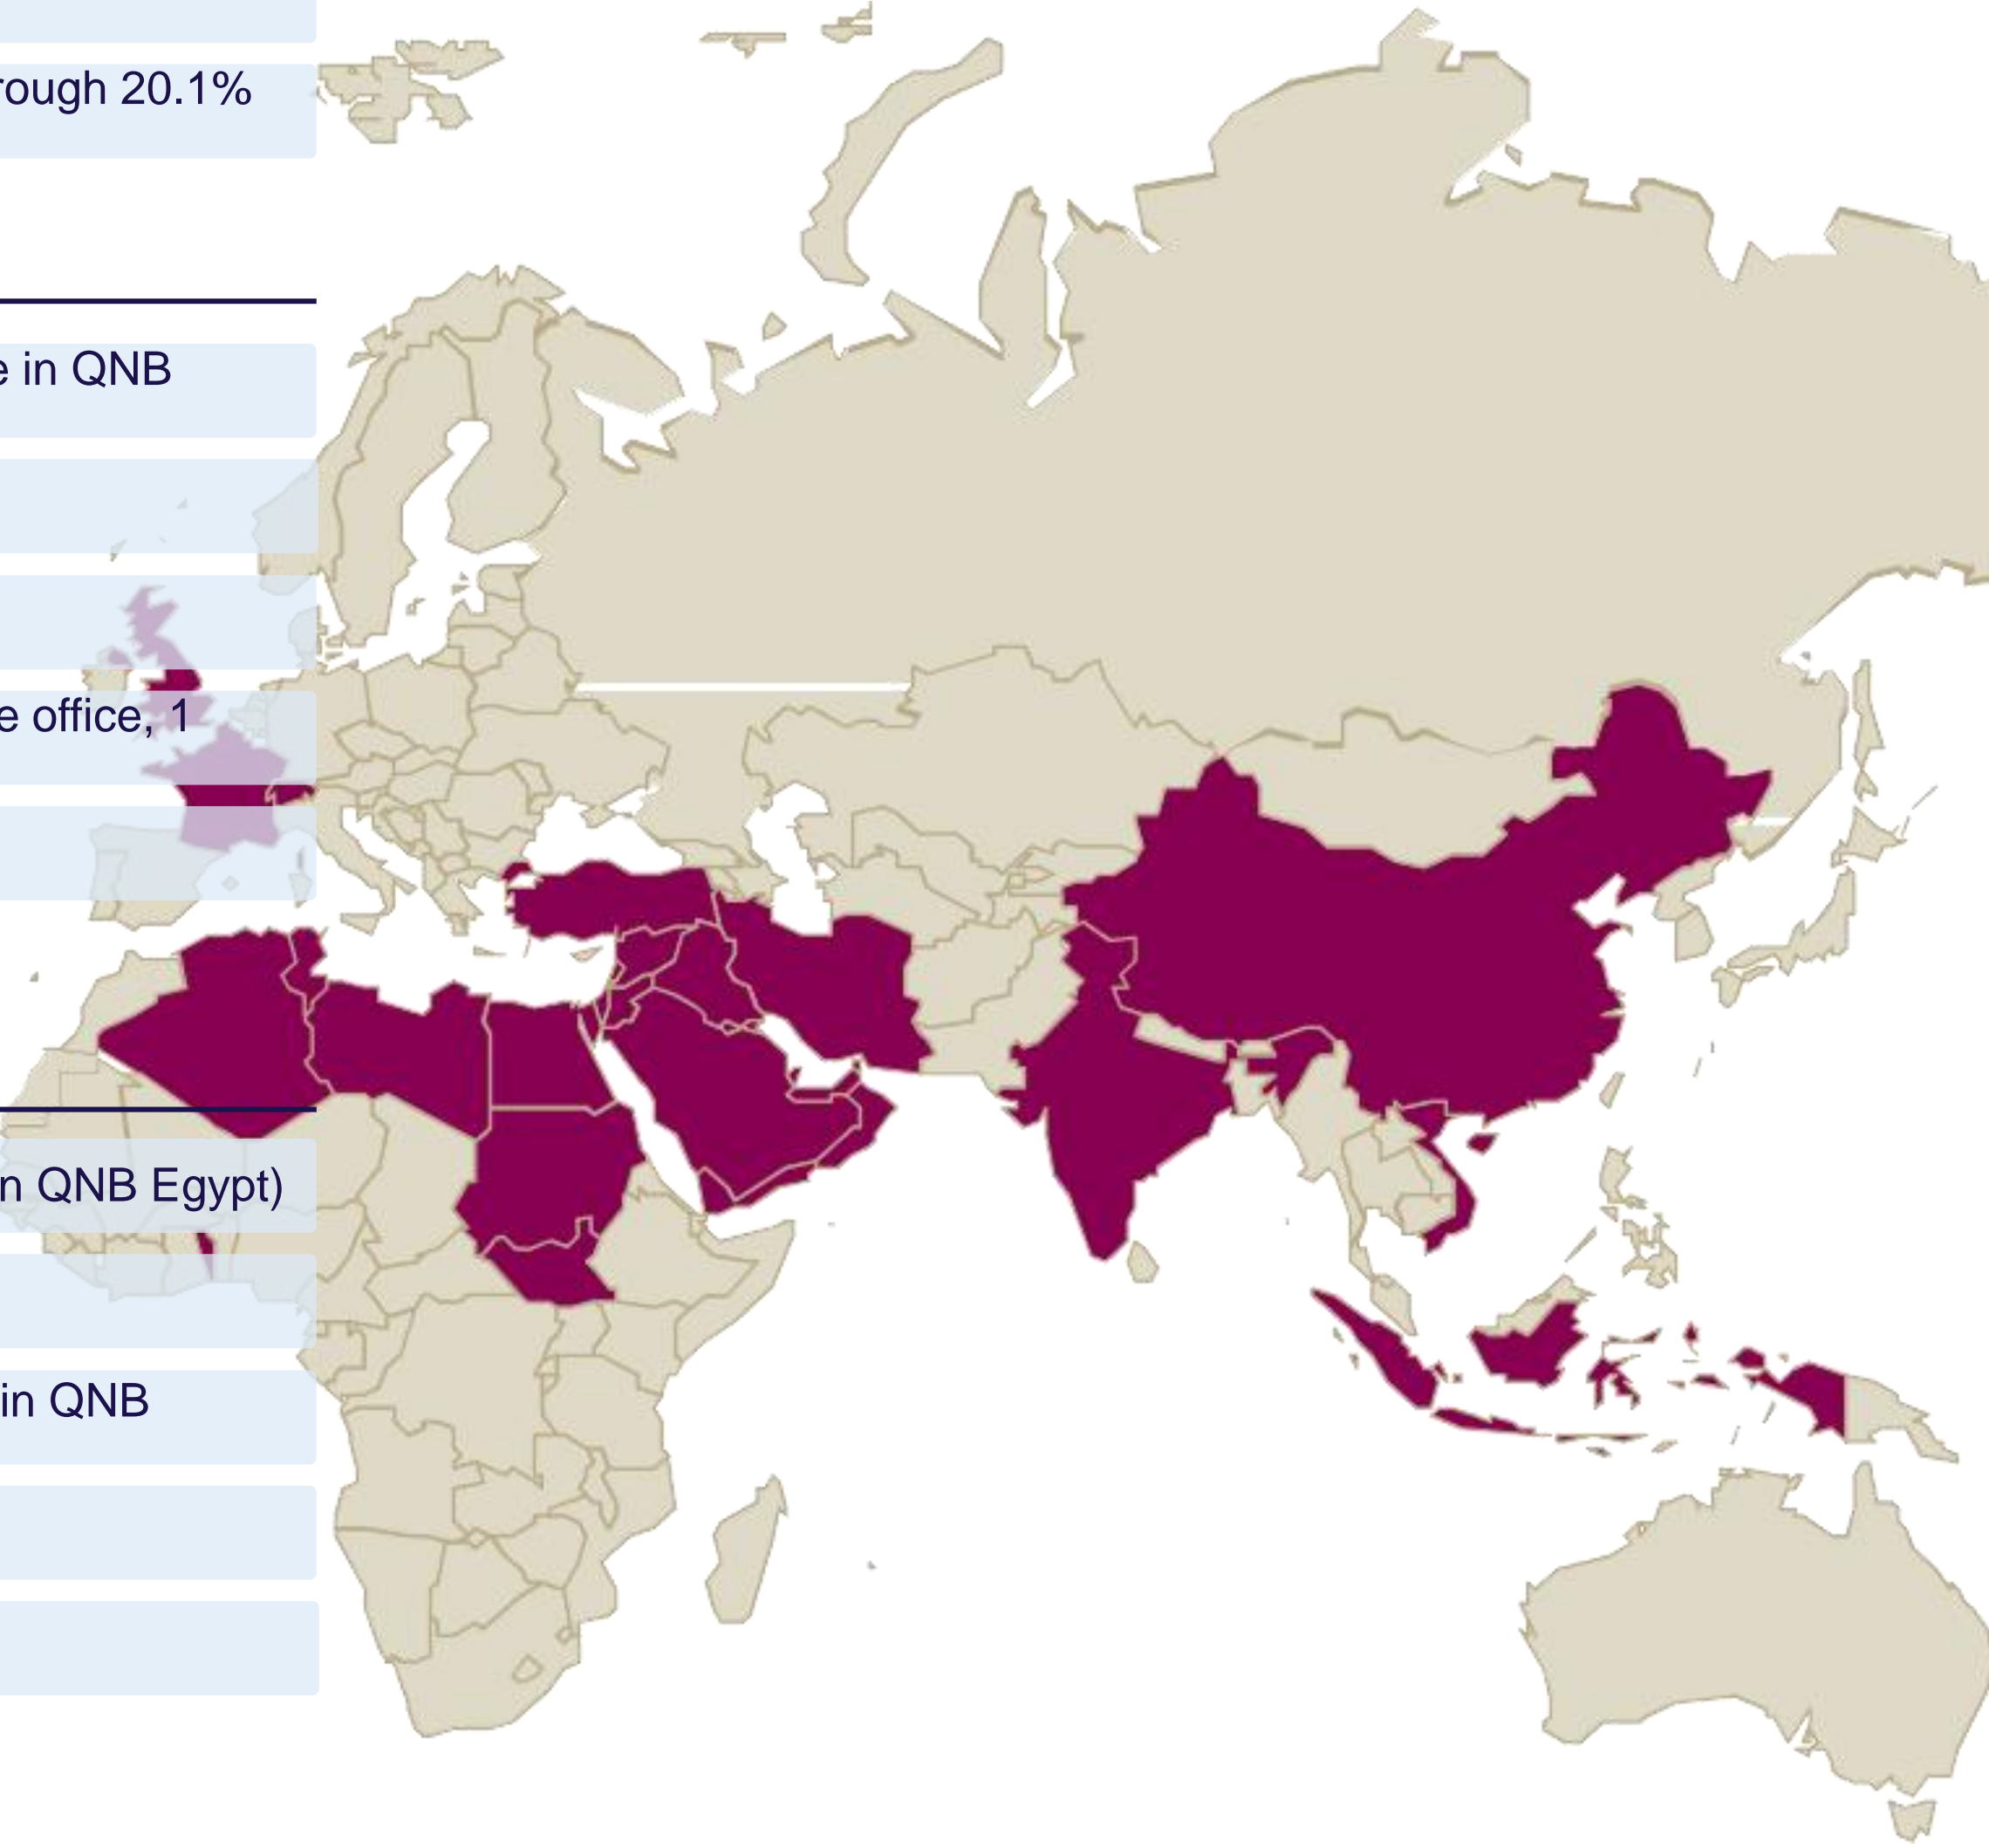 rough 20.1%
e in QNB
e office, 1
n QNB Egypt)
in QNB